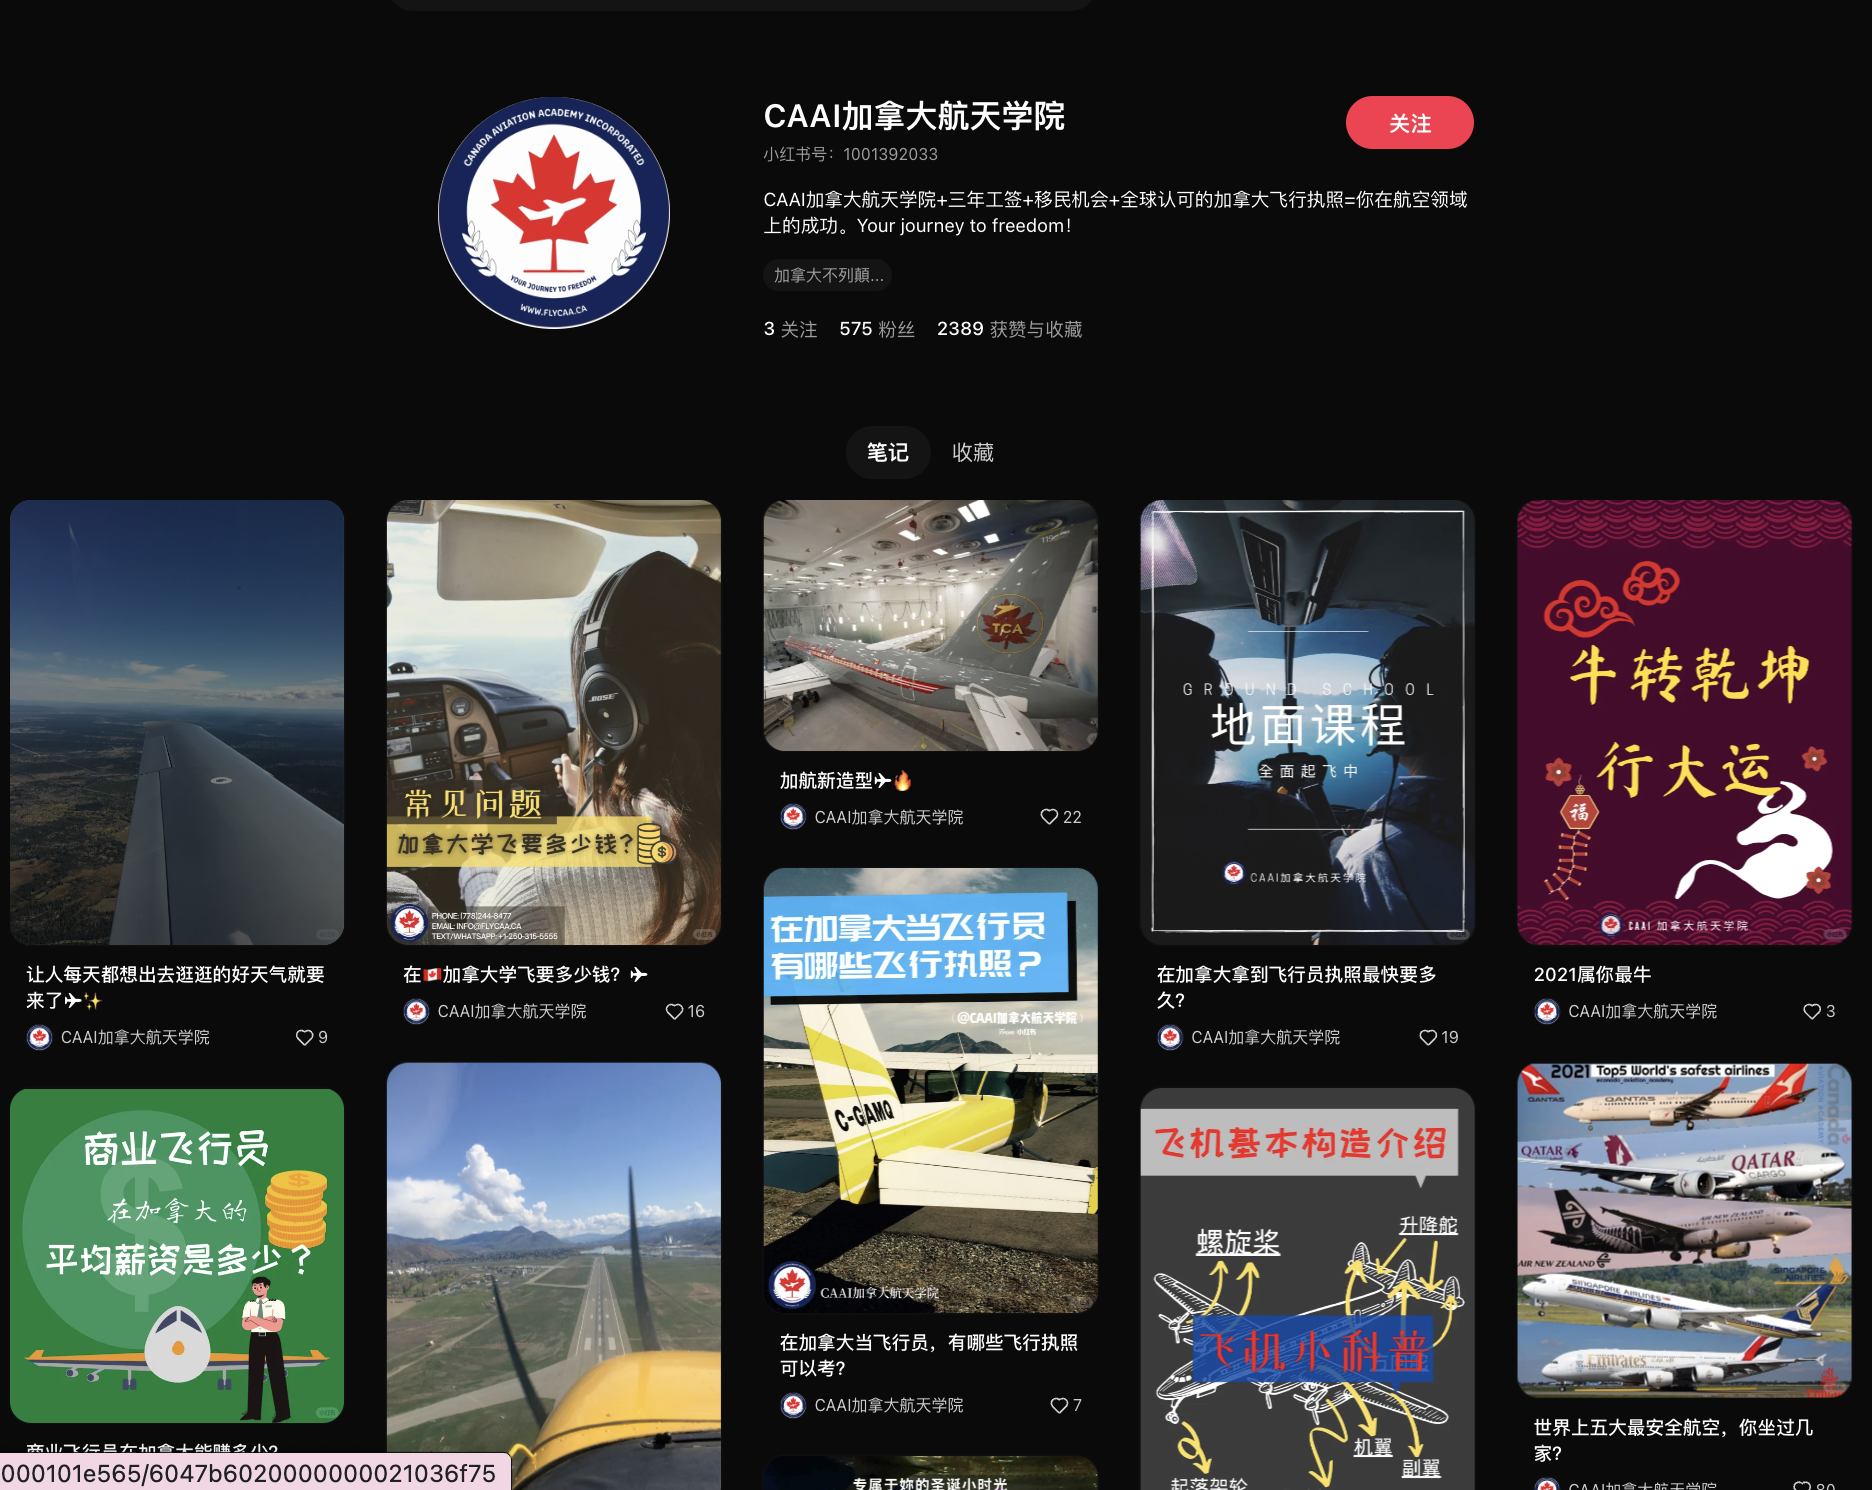 CANADA AVIATION ACADEMY INCORPORATED
YOUR JOURNEY TO FREEDOM
WWW.FLYCAA.CA
CAAI加拿大航天学院
关注
小红书号：1001392033
CAAI加拿大航天学院+三年工签+移民机会+全球认可的加拿大飞行执照=你在航空领域
上的成功。Your journey to freedom！
加拿大不列颠...
3 关注 575 粉丝 2389 获赞与收藏
笔记 收藏
让人每天都想出去逛逛的好天气就要
来了✈✨
CAAI加拿大航天学院 9
商业飞行员
在加拿大的
平均薪资是多少？
商业飞行员在加拿大能赚多少?
000101e565/6047b6020000000021036f75
BOSE
常见问题
加拿大学飞要多少钱?
PHONE: (778)244-8477
EMAIL: INFO@FLYCAA.CA
TEXT/WHATSAPP: +1-250-315-5555
在🇨🇦加拿大学飞要多少钱？✈
CAAI加拿大航天学院 16
TCA
加航新造型✈🔥
CAAI加拿大航天学院 22
在加拿大当飞行员
有哪些飞行执照？
@CAAI加拿大航天学院
From 小红书
C-GAMQ
CAAI加拿大航天学院
在加拿大当飞行员，有哪些飞行执照
可以考?
CAAI加拿大航天学院 7
专属于妳的圣诞小时光
GROUND SCHOOL
地面课程
全面起飞中
CAAI加拿大航天学院
在加拿大拿到飞行员执照最快要多
久?
CAAI加拿大航天学院 19
飞机基本构造介绍
螺旋桨
升降舵
飞机小科普
机翼
副翼
起落架轮
牛转乾坤
行大运
福
CAAI 加拿大航天学院
2021属你最牛
CAAI加拿大航天学院 3
2021 Top5 World's safest airlines
@canada_aviation_academy
QANTAS
QANTAS
QATAR
QATAR
CARGO
AIR NEW ZEALAND
AIR NEW ZEALAND
SINGAPORE AIRLINES
SINGAPORE AIRLINES
Emirates
世界上五大最安全航空，你坐过几
家?
CAAI加拿大航天学院 80